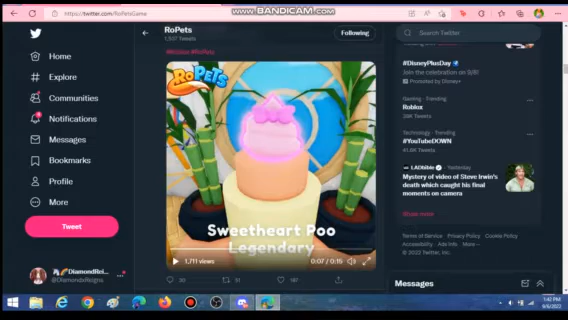 https://twitter.com/RoPetsGame
WWW.BANDICAM.COM
Home
Explore
Communities
Notifications
Messages
Bookmarks
Profile
More
Tweet
@DiamondxReigns
RoPets
Following
#Roblox #RoPets
ROPETS
Sweetheart Poo
Legendary
1,711 views
0:07 / 0:15
Search Twitter
#DisneyPlusDay
Join the celebration on 9/8!
Promoted by Disney+
Gaming · Trending
Roblox
Technology · Trending
#YouTubeDOWN
LADbible
Yesterday
Mystery of video of Steve Irwin's
death which caught his final
moments on camera
Show more
Terms of Service Privacy Policy Cookie Policy
Accessibility Ads Info More
© 2022 Twitter, Inc.
Messages
1:42 PM